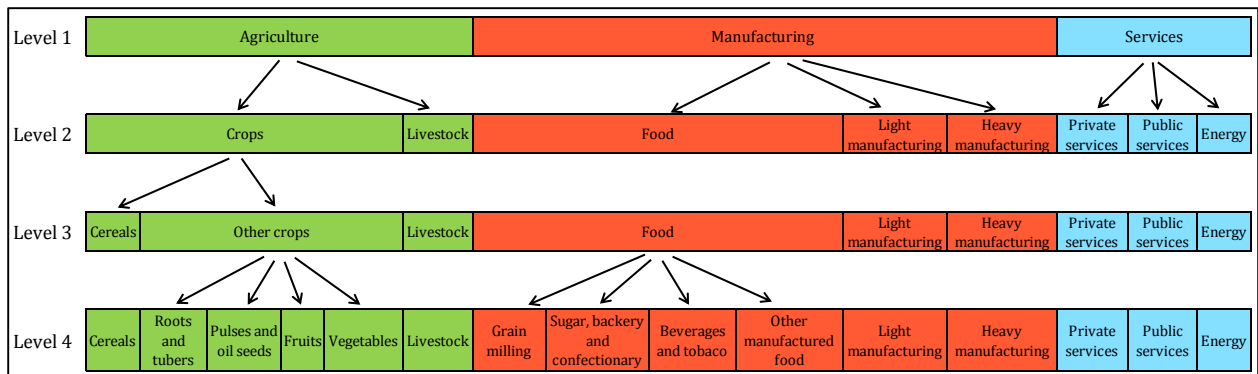 Level 1
Agriculture
Manufacturing
Services
Level 2
Crops
Livestock
Food
Light
manufacturing
Heavy
manufacturing
Private
services
Public
services
Energy
Level 3
Cereals
Other crops
Livestock
Food
Light
manufacturing
Heavy
manufacturing
Private
services
Public
services
Energy
Level 4
Cereals
Roots
and
tubers
Pulses and
oil seeds
Fruits
Vegetables
Livestock
Grain
milling
Sugar, backery
and
confectionary
Beverages
and tobaco
Other
manufactured
food
Light
manufacturing
Heavy
manufacturing
Private
services
Public
services
Energy